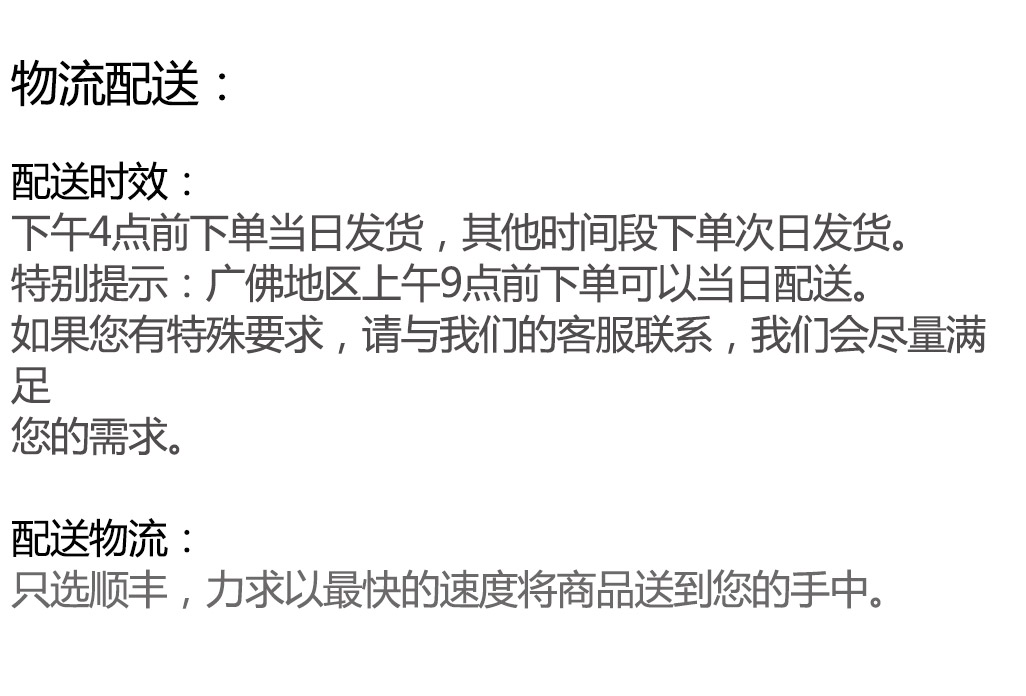 物流配送：
配送时效：
下午4点前下单当日发货，其他时间段下单次日发货。
特别提示：广佛地区上午9点前下单可以当日配送。
如果您有特殊要求，请与我们的客服联系，我们会尽量满
足
您的需求。
配送物流：
只选顺丰，力求以最快的速度将商品送到您的手中。